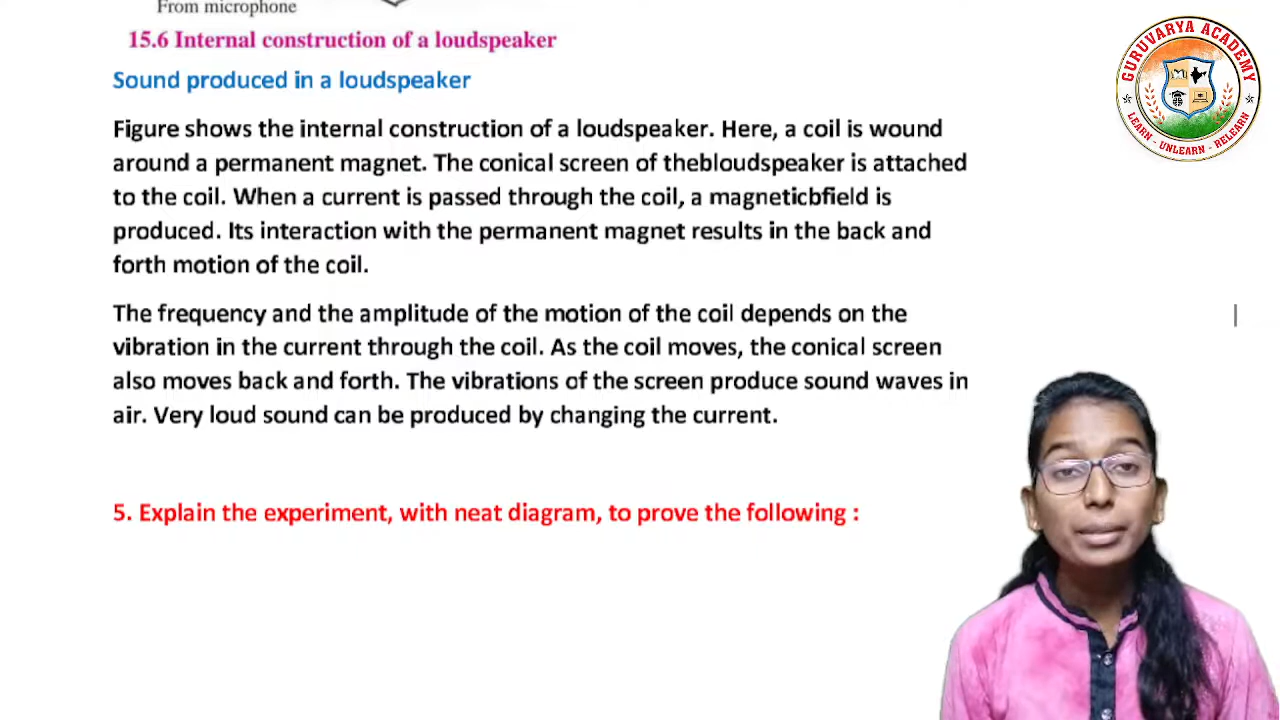 From microphone
15.6 Internal construction of a loudspeaker
Sound produced in a loudspeaker
Figure shows the internal construction of a loudspeaker. Here, a coil is wound
around a permanent magnet. The conical screen of thebloudspeaker is attached
to the coil. When a current is passed through the coil, a magneticbfield is
produced. Its interaction with the permanent magnet results in the back and
forth motion of the coil.
The frequency and the amplitude of the motion of the coil depends on the
vibration in the current through the coil. As the coil moves, the conical screen
also moves back and forth. The vibrations of the screen produce sound waves in
air. Very loud sound can be produced by changing the current.
5. Explain the experiment, with neat diagram, to prove the following :
GURUVARYA ACADEMY
LEARN - UNLEARN - RELEARN